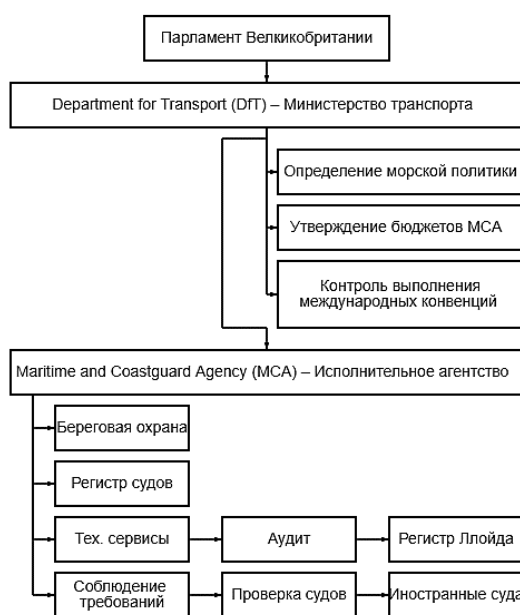 Парламент Велкикобритании
Department for Transport (DfT) – Министерство транспорта
Определение морской политики
Утверждение бюджетов МСА
Контроль выполнения
международных конвенций
Maritime and Coastguard Agency (MCA) – Исполнительное агентство
Береговая охрана
Регистр судов
Тех. сервисы
Аудит
Регистр Ллойда
Соблюдение
требований
Проверка судов
Иностранные суда